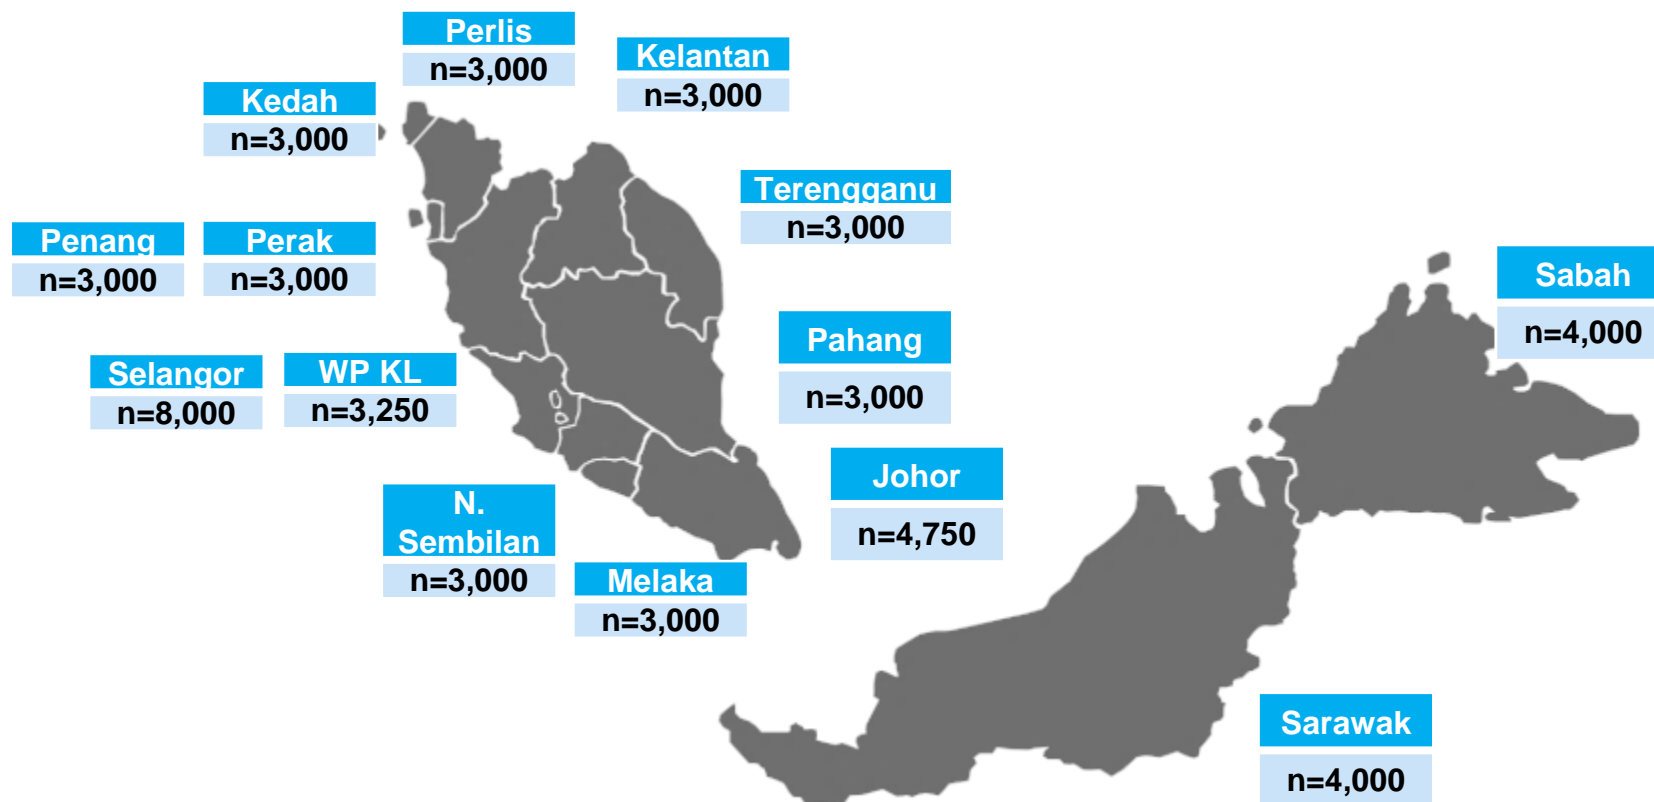 Perlis
n=3,000
Kelantan
n=3,000
Kedah
n=3,000
Terengganu
n=3,000
Penang
n=3,000
Perak
n=3,000
Sabah
n=4,000
Pahang
n=3,000
Selangor
n=8,000
WP KL
n=3,250
Johor
n=4,750
N.
Sembilan
n=3,000
Melaka
n=3,000
Sarawak
n=4,000